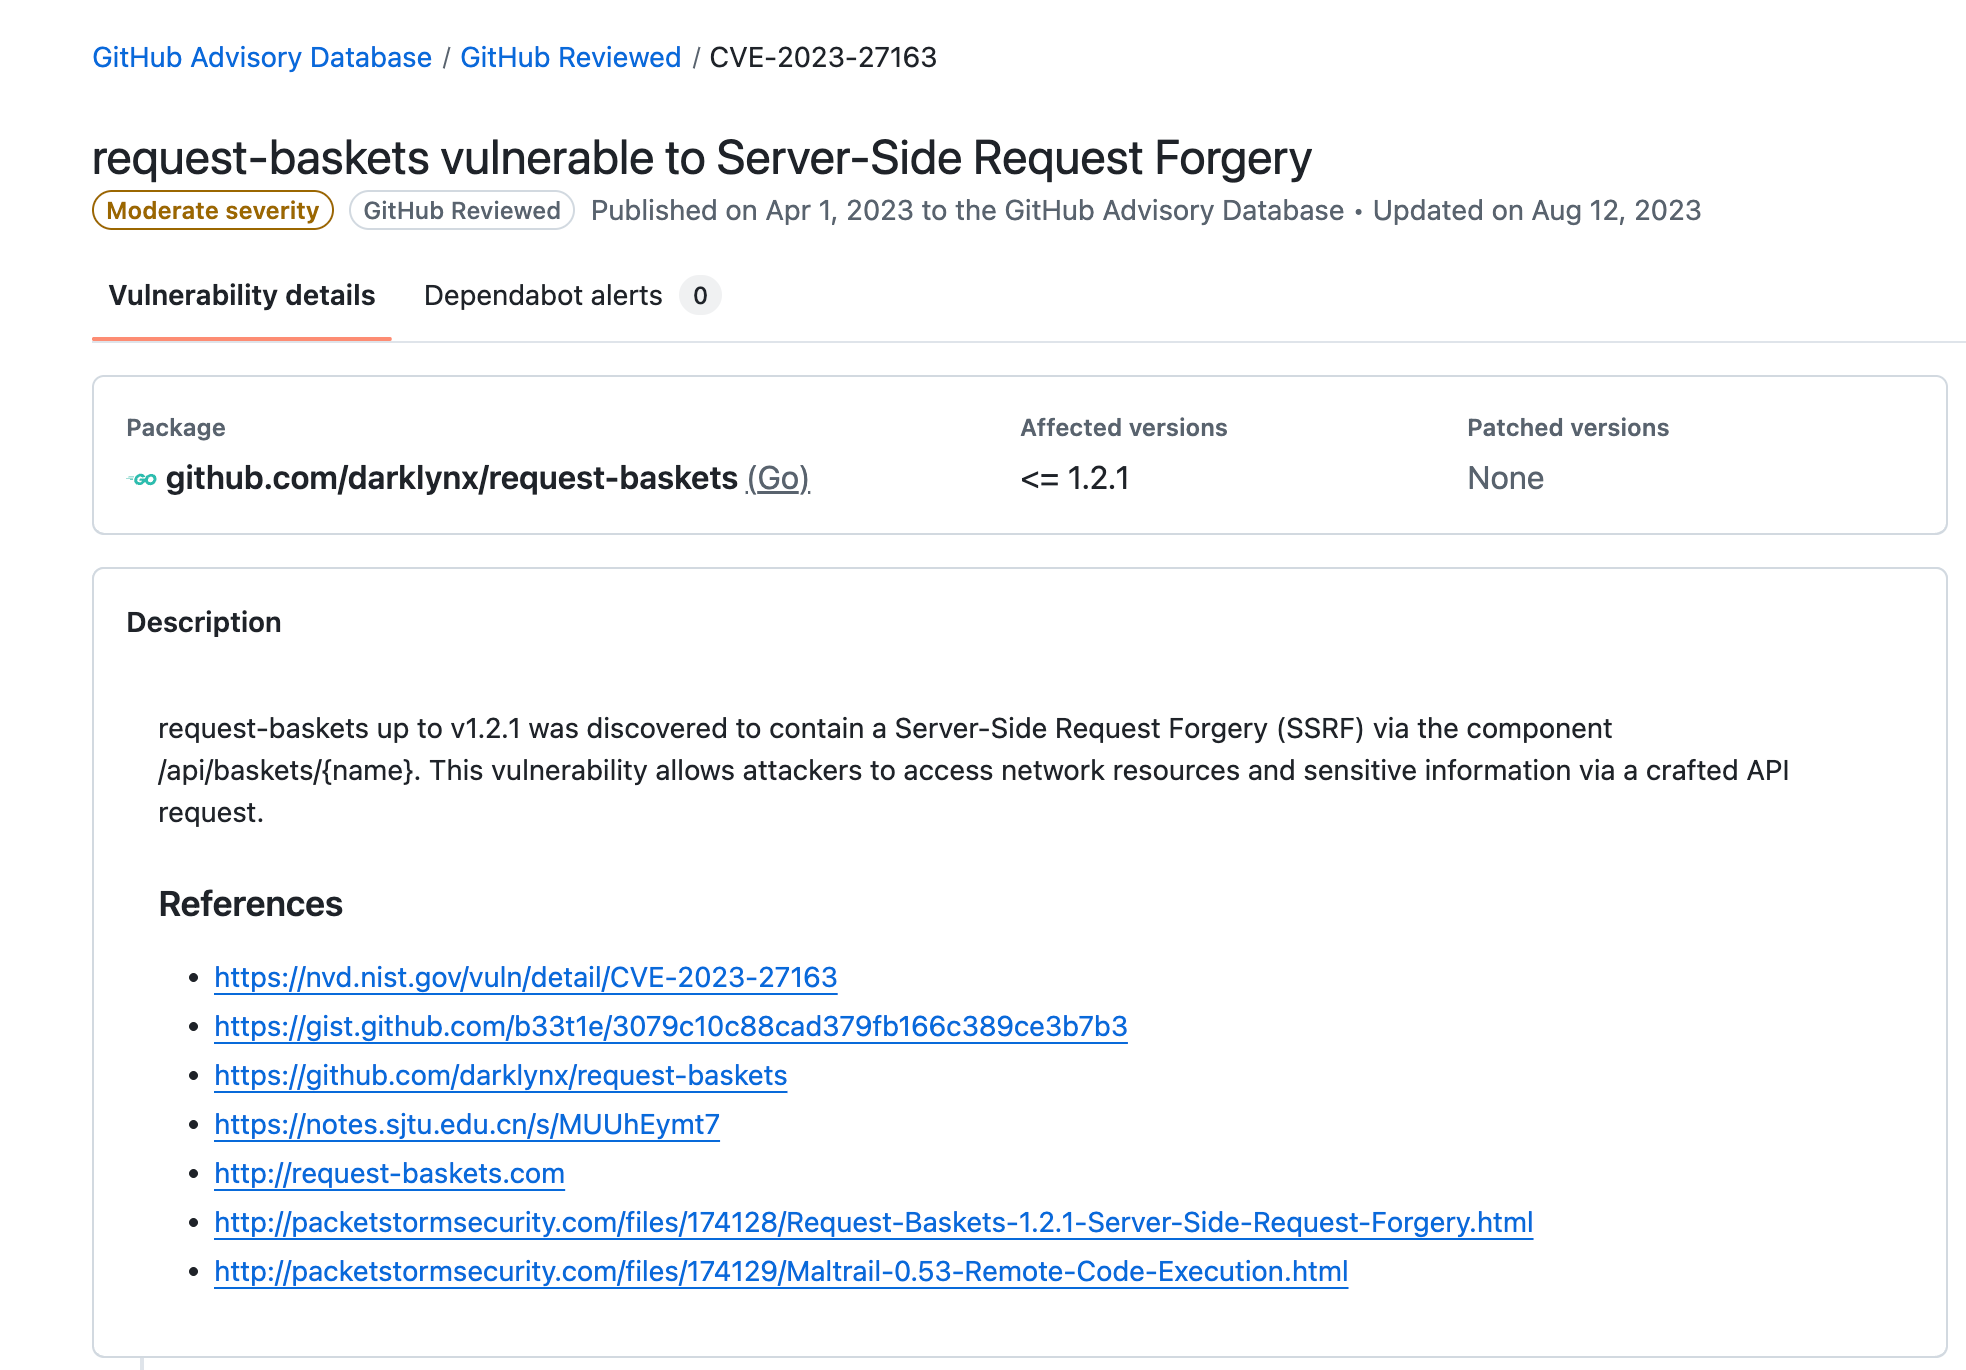 GitHub Advisory Database / GitHub Reviewed / CVE-2023-27163
request-baskets vulnerable to Server-Side Request Forgery
Moderate severity GitHub Reviewed Published on Apr 1, 2023 to the GitHub Advisory Database • Updated on Aug 12, 2023
Vulnerability details Dependabot alerts 0
Package Affected versions Patched versions
GO github.com/darklynx/request-baskets (Go) <= 1.2.1 None
Description
request-baskets up to v1.2.1 was discovered to contain a Server-Side Request Forgery (SSRF) via the component
/api/baskets/{name}. This vulnerability allows attackers to access network resources and sensitive information via a crafted API
request.
References
• https://nvd.nist.gov/vuln/detail/CVE-2023-27163
• https://gist.github.com/b33t1e/3079c10c88cad379fb166c389ce3b7b3
• https://github.com/darklynx/request-baskets
• https://notes.sjtu.edu.cn/s/MUUhEymt7
• http://request-baskets.com
• http://packetstormsecurity.com/files/174128/Request-Baskets-1.2.1-Server-Side-Request-Forgery.html
• http://packetstormsecurity.com/files/174129/Maltrail-0.53-Remote-Code-Execution.html